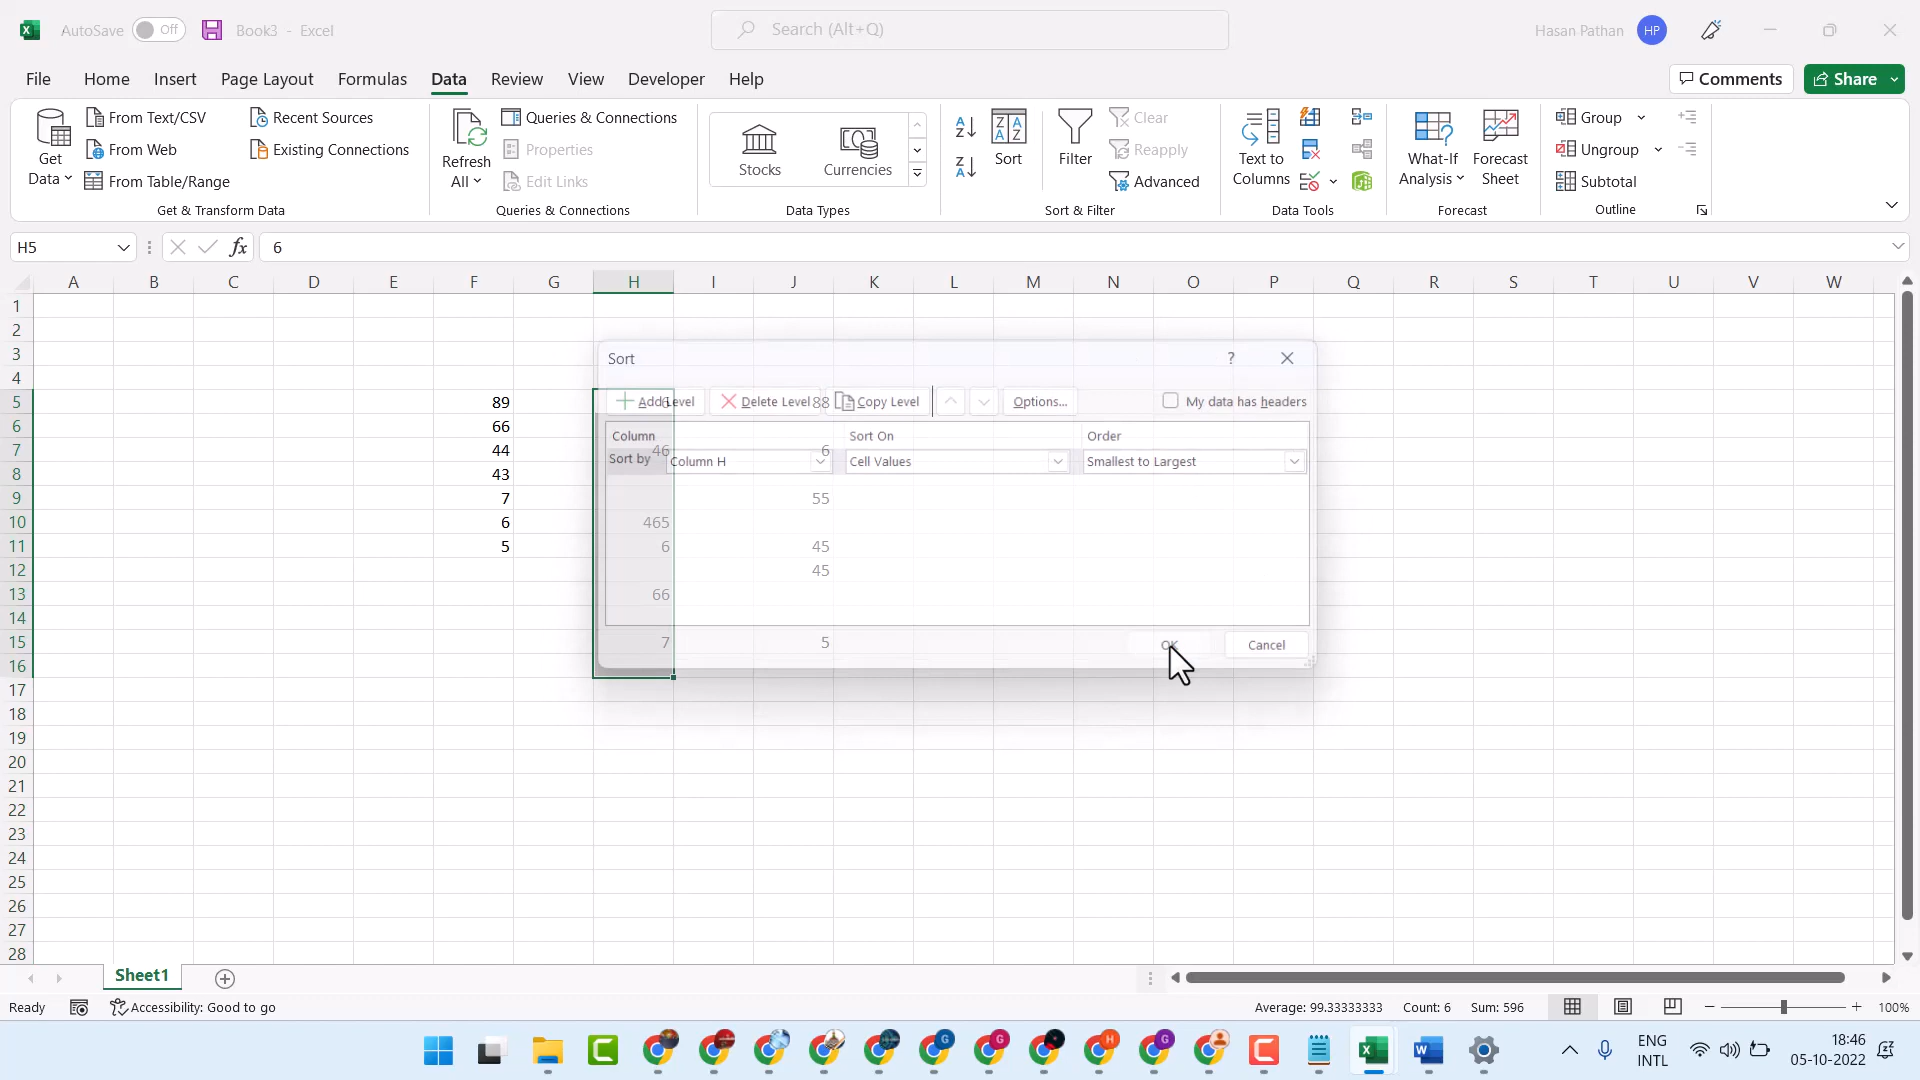 AutoSave Off Book3 - Excel Search (Alt+Q) Hasan Pathan HP
File Home Insert Page Layout Formulas Data Review View Developer Help Comments Share
Get Data
From Text/CSV
From Web
From Table/Range
Recent Sources
Existing Connections
Get & Transform Data
Refresh All
Queries & Connections
Properties
Edit Links
Queries & Connections
Stocks Currencies
Data Types
Sort
Filter
Clear
Reapply
Advanced
Sort & Filter
Text to Columns
Data Tools
What-If Analysis
Forecast Sheet
Forecast
Group
Ungroup
Subtotal
Outline
H5 fx 6
A B C D E F G H I J K L M N O P Q R S T U V W
1
2
3
Sort ?
4
5 89 6 88
Add Level Delete Level Copy Level Options... My data has headers
6 66
Column Sort On Order
7 44 46 6
Sort by Column H Cell Values Smallest to Largest
8 43
9 7 55
10 6 465
11 5 6 45
12 45
13 66
14
15 7 5
OK Cancel
16
17
18
19
20
21
22
23
24
25
26
27
28
Sheet1
Ready Accessibility: Good to go Average: 99.33333333 Count: 6 Sum: 596 100%
ENG INTL 18:46
05-10-2022